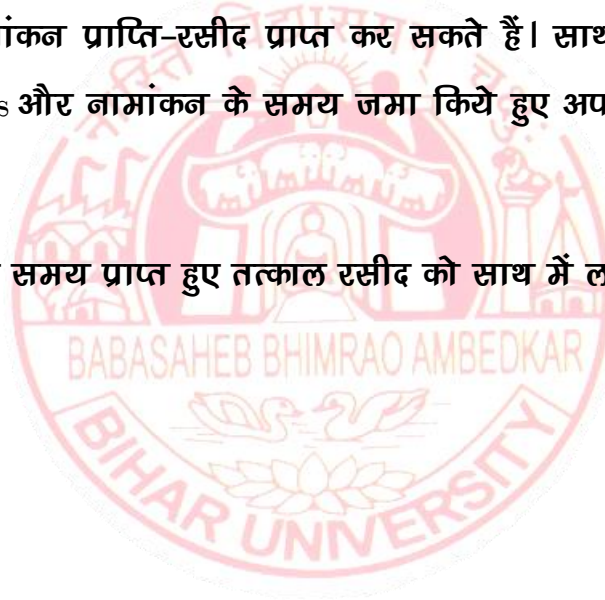 ांकन प्राप्ति-रसीद प्राप्त कर सकते हैं। साथ
s और नामांकन के समय जमा किये हुए अप
समय प्राप्त हुए तत्काल रसीद को साथ में ल
BABASAHEB BHIMRAO AMBEDKAR
BIHAR UNIVERSITY